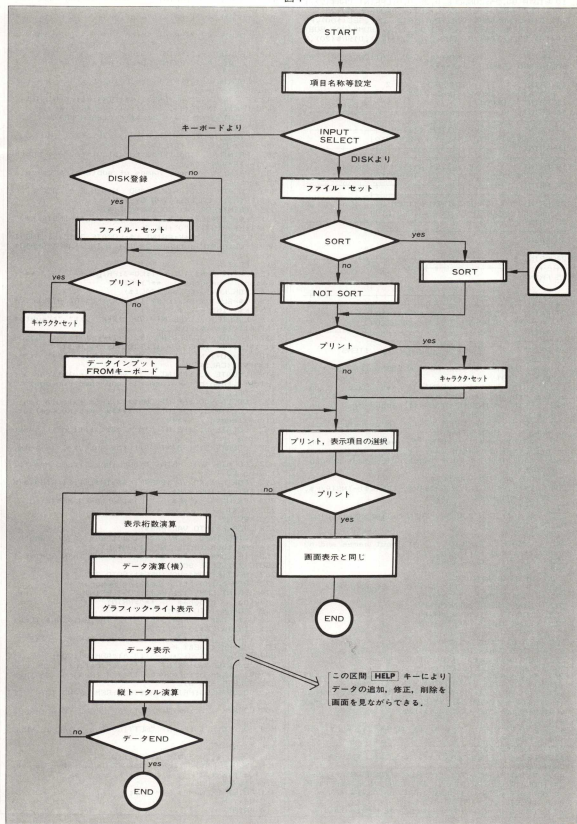 START
項目名称等設定
キーボードより
INPUT
SELECT
DISKより
DISK登録
no
yes
ファイル・セット
ファイル・セット
SORT
yes
no
SORT
NOT SORT
yes
プリント
no
キャラクタ・セット
プリント
yes
no
キャラクタ・セット
データインプット
FROMキーボード
プリント，表示項目の選択
no
プリント
yes
表示桁数演算
画面表示と同じ
データ演算(横)
END
グラフィック・ライト表示
データ表示
この区間 HELP キーにより
データの追加，修正，削除を
画面を見ながらできる．
縦トータル演算
no
データEND
yes
END